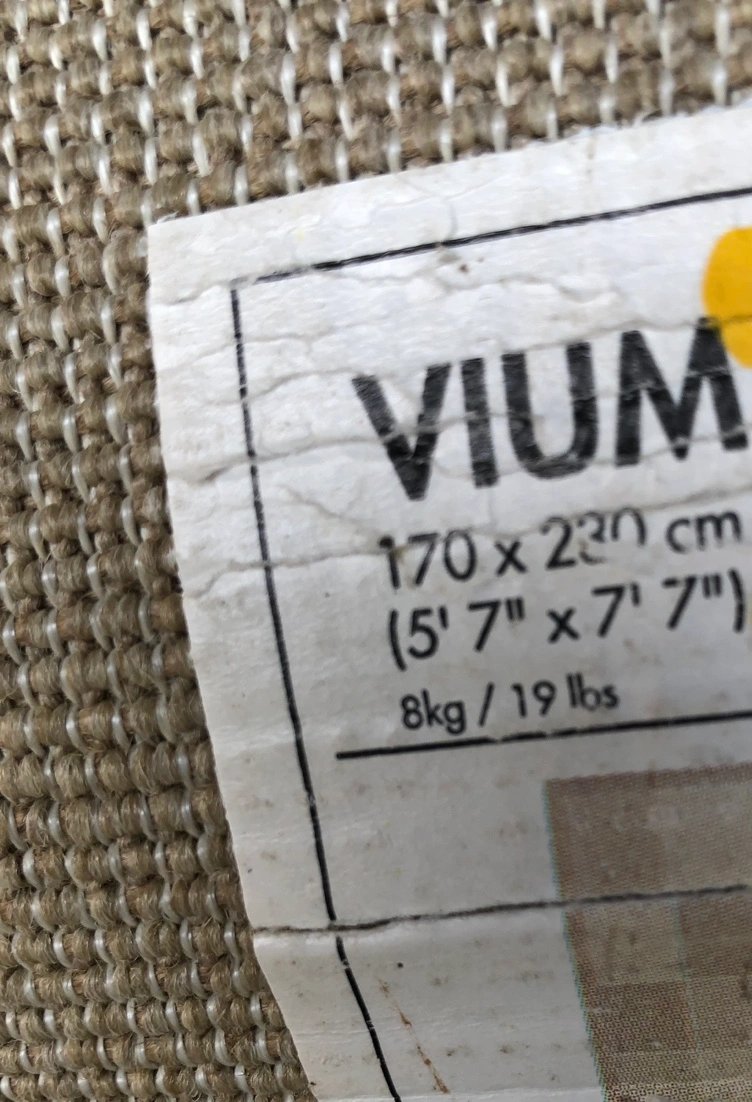 VIUM
170 x 230 cm
(5' 7" x 7' 7")
8kg / 19 lbs